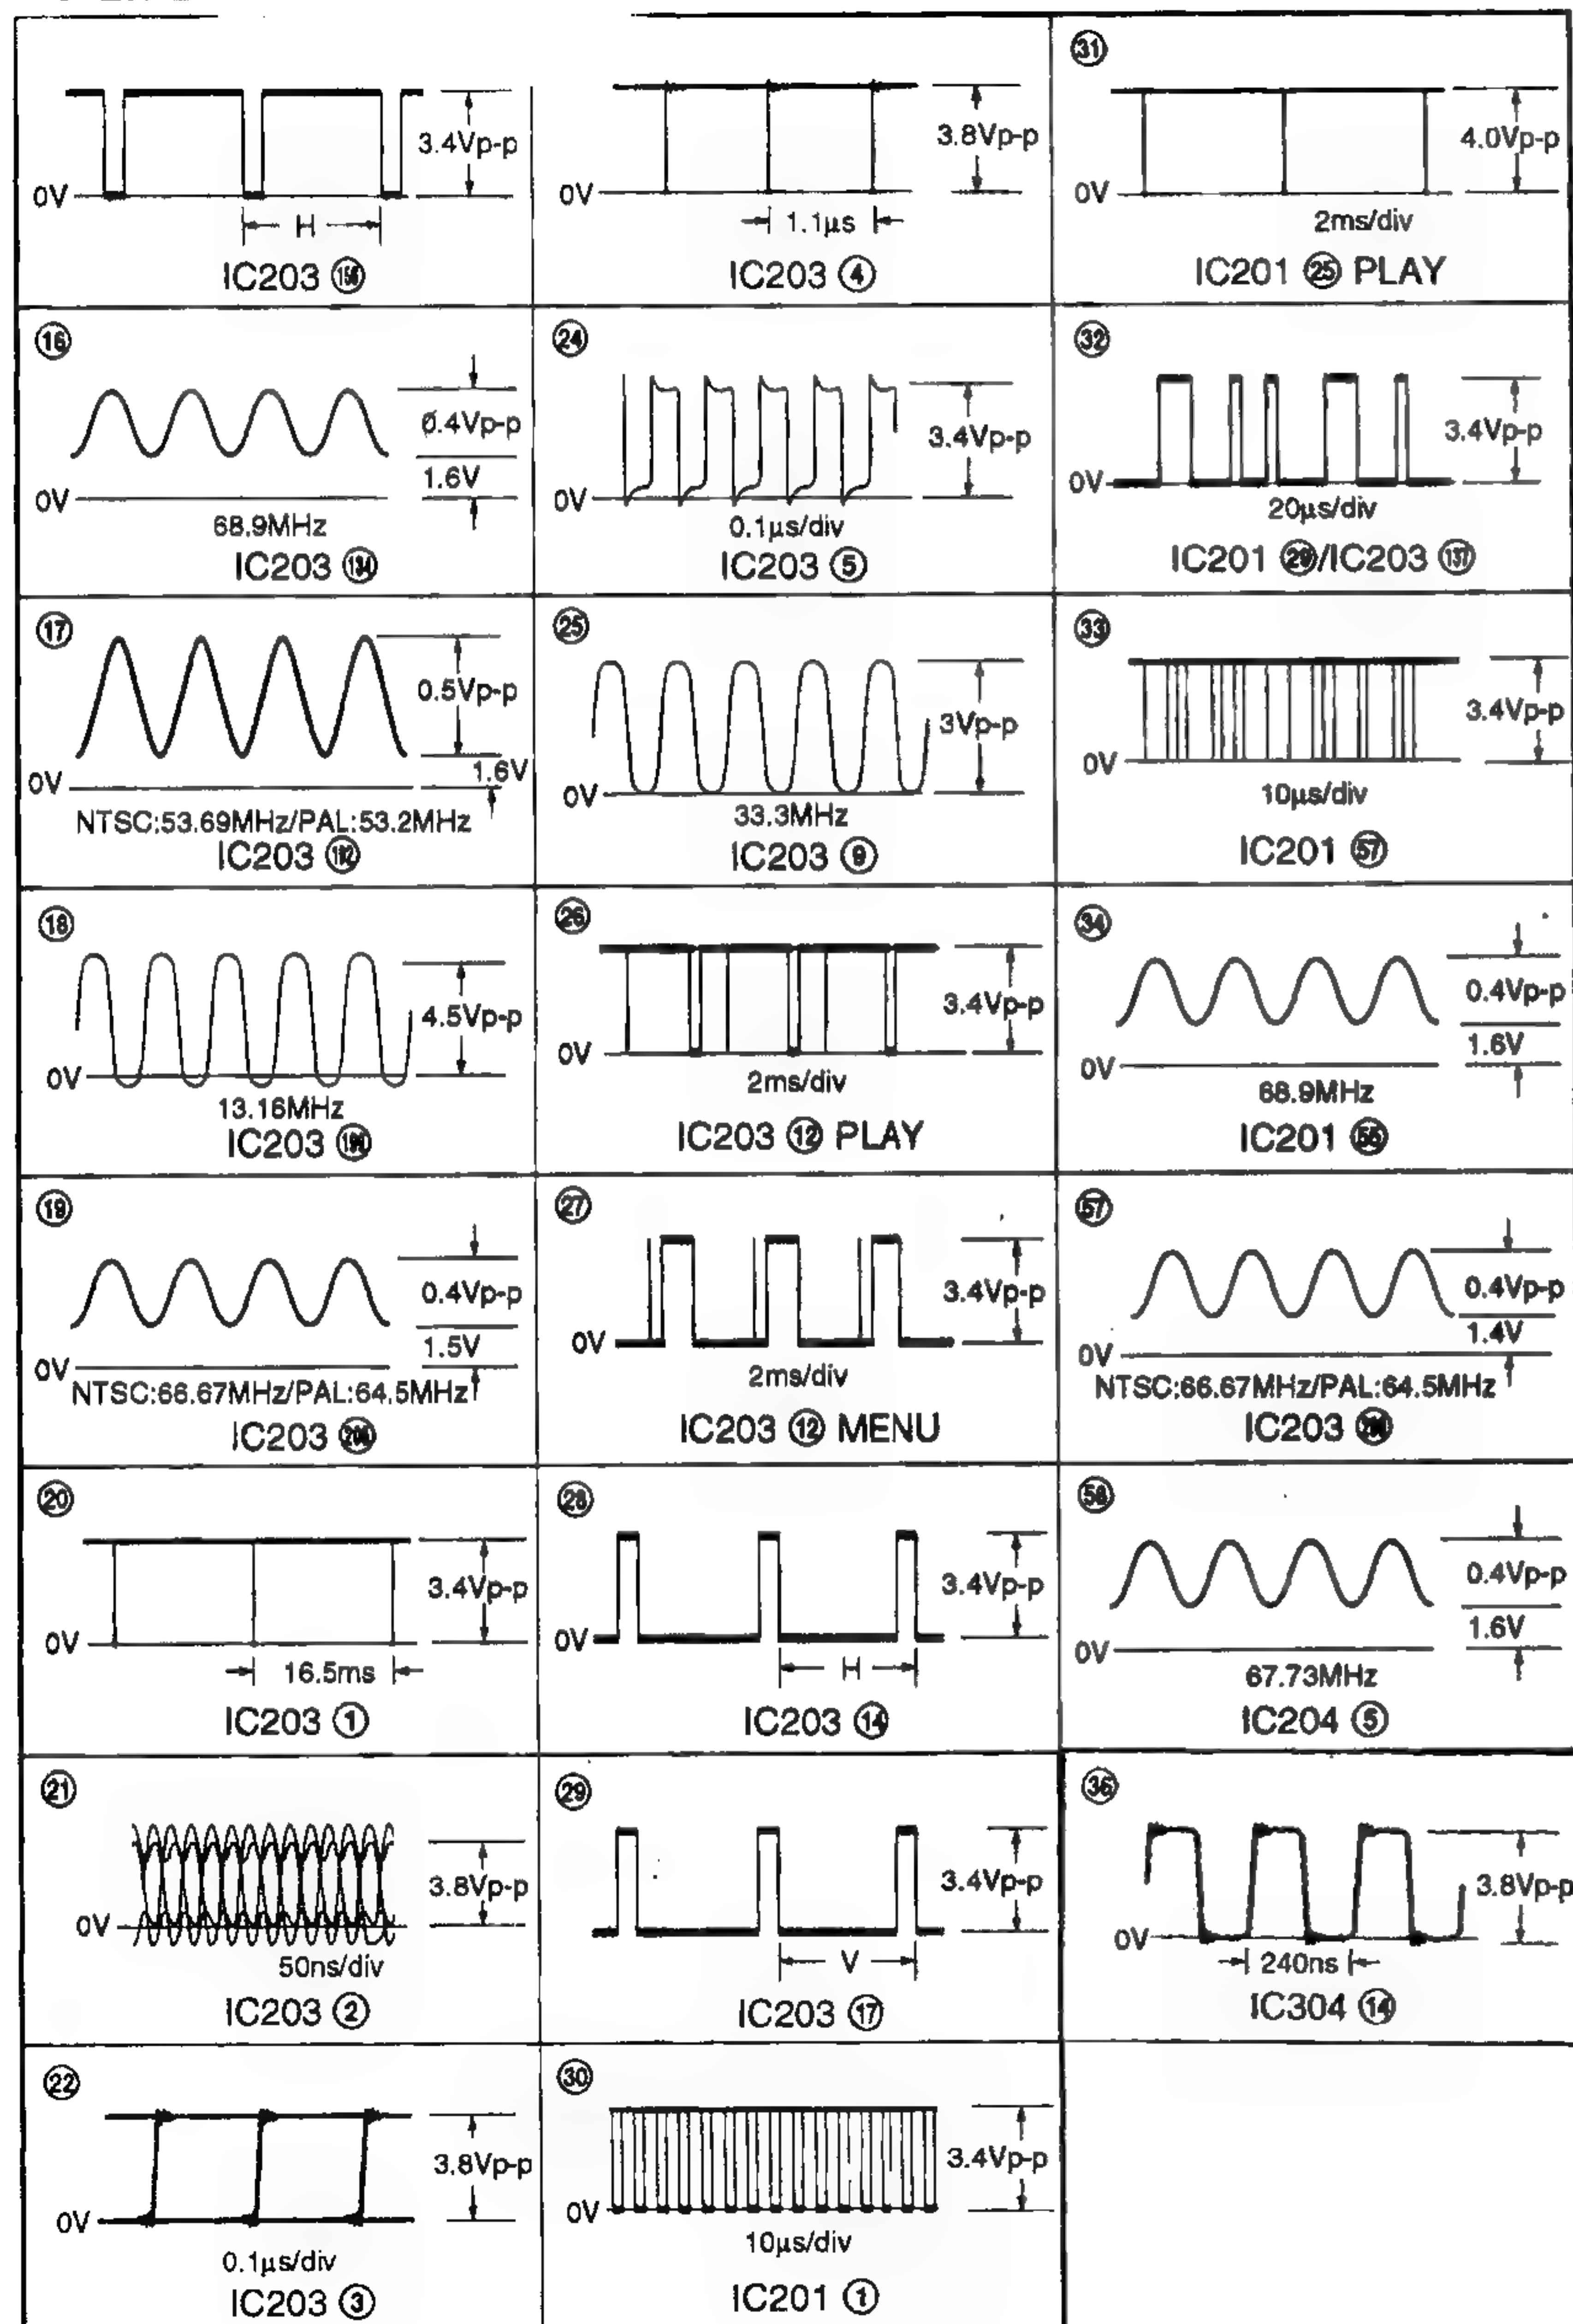 3.4Vp-p
0V
H
IC203
⑯
0.4Vp-p
1.6V
0V
68.9MHz
IC203 (134)
⑰
0.5Vp-p
1.6V
0V
NTSC:53.69MHz/PAL:53.2MHz
IC203
⑱
4.5Vp-p
0V
13.16MHz
IC203
⑲
0.4Vp-p
1.5V
0V
NTSC:66.67MHz/PAL:64.5MHz
IC203
⑳
3.4Vp-p
0V
16.5ms
IC203 ①
㉑
3.8Vp-p
0V
50ns/div
IC203 ②
㉒
3.8Vp-p
0V
0.1µs/div
IC203 ③
3.8Vp-p
0V
1.1µs
IC203 ④
㉔
3.4Vp-p
0V
0.1µs/div
IC203 ⑤
㉕
3Vp-p
0V
33.3MHz
IC203 ⑨
㉖
3.4Vp-p
0V
2ms/div
IC203 ⑫ PLAY
㉗
3.4Vp-p
0V
2ms/div
IC203 ⑫ MENU
㉘
3.4Vp-p
0V
H
IC203 ⑭
㉙
3.4Vp-p
0V
V
IC203 ⑰
㉚
3.4Vp-p
0V
10µs/div
IC201 ①
㉛
4.0Vp-p
0V
2ms/div
IC201 ㉕ PLAY
㉜
3.4Vp-p
0V
20µs/div
IC201 ㉙/IC203 (137)
㉝
3.4Vp-p
0V
10µs/div
IC201 (57)
㉞
0.4Vp-p
1.6V
0V
68.9MHz
IC201
(57)
0.4Vp-p
1.4V
0V
NTSC:66.67MHz/PAL:64.5MHz
IC203
(58)
0.4Vp-p
1.6V
0V
67.73MHz
IC204 ⑤
㊱
3.8Vp-p
0V
240ns
IC304 ⑭